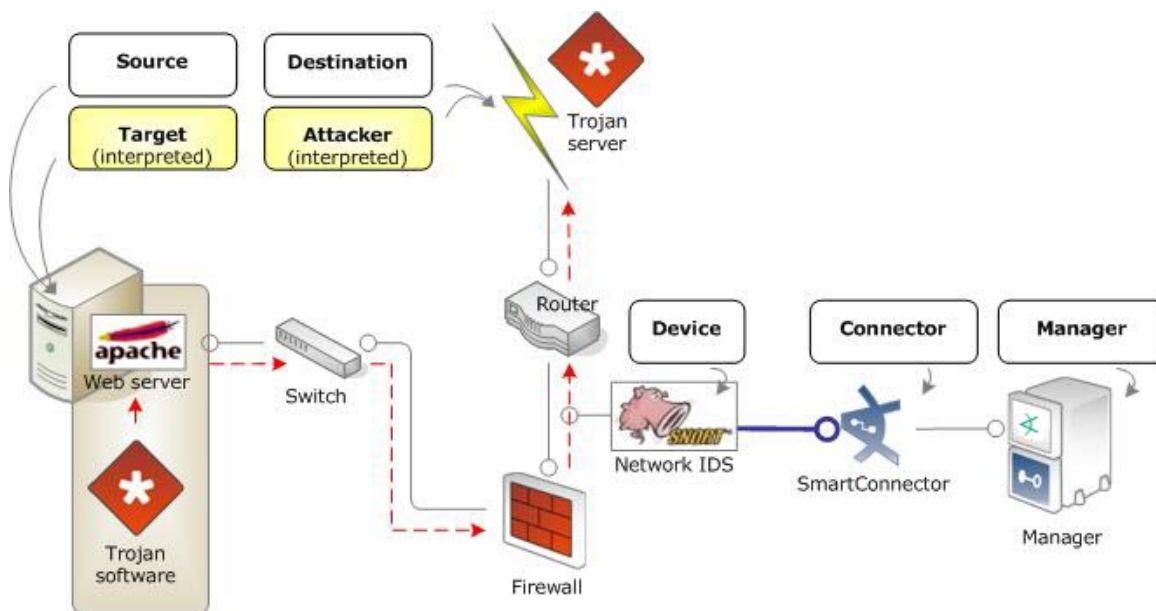 Source
Destination
Target
(interpreted)
Attacker
(interpreted)
Trojan
server
Router
Device
Connector
Manager
apache
Web server
Switch
SNORT
Network IDS
SmartConnector
Manager
Trojan
software
Firewall